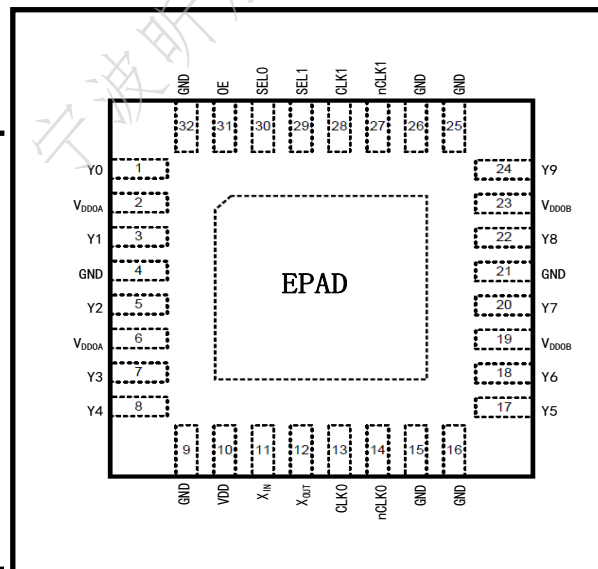 宁波昕
GND OE SEL0 SEL1 CLK1 nCLK1 GND GND
32 31 30 29 28 27 26 25
Y0 1 24 Y9
VDDOA 2 23 VDDOB
Y1 3 22 Y8
GND 4 21 GND
EPAD
Y2 5 20 Y7
VDDOA 6 19 VDDOB
Y3 7 18 Y6
Y4 8 17 Y5
9 10 11 12 13 14 15 16
GND VDD XIN XOUT CLK0 nCLK0 GND GND